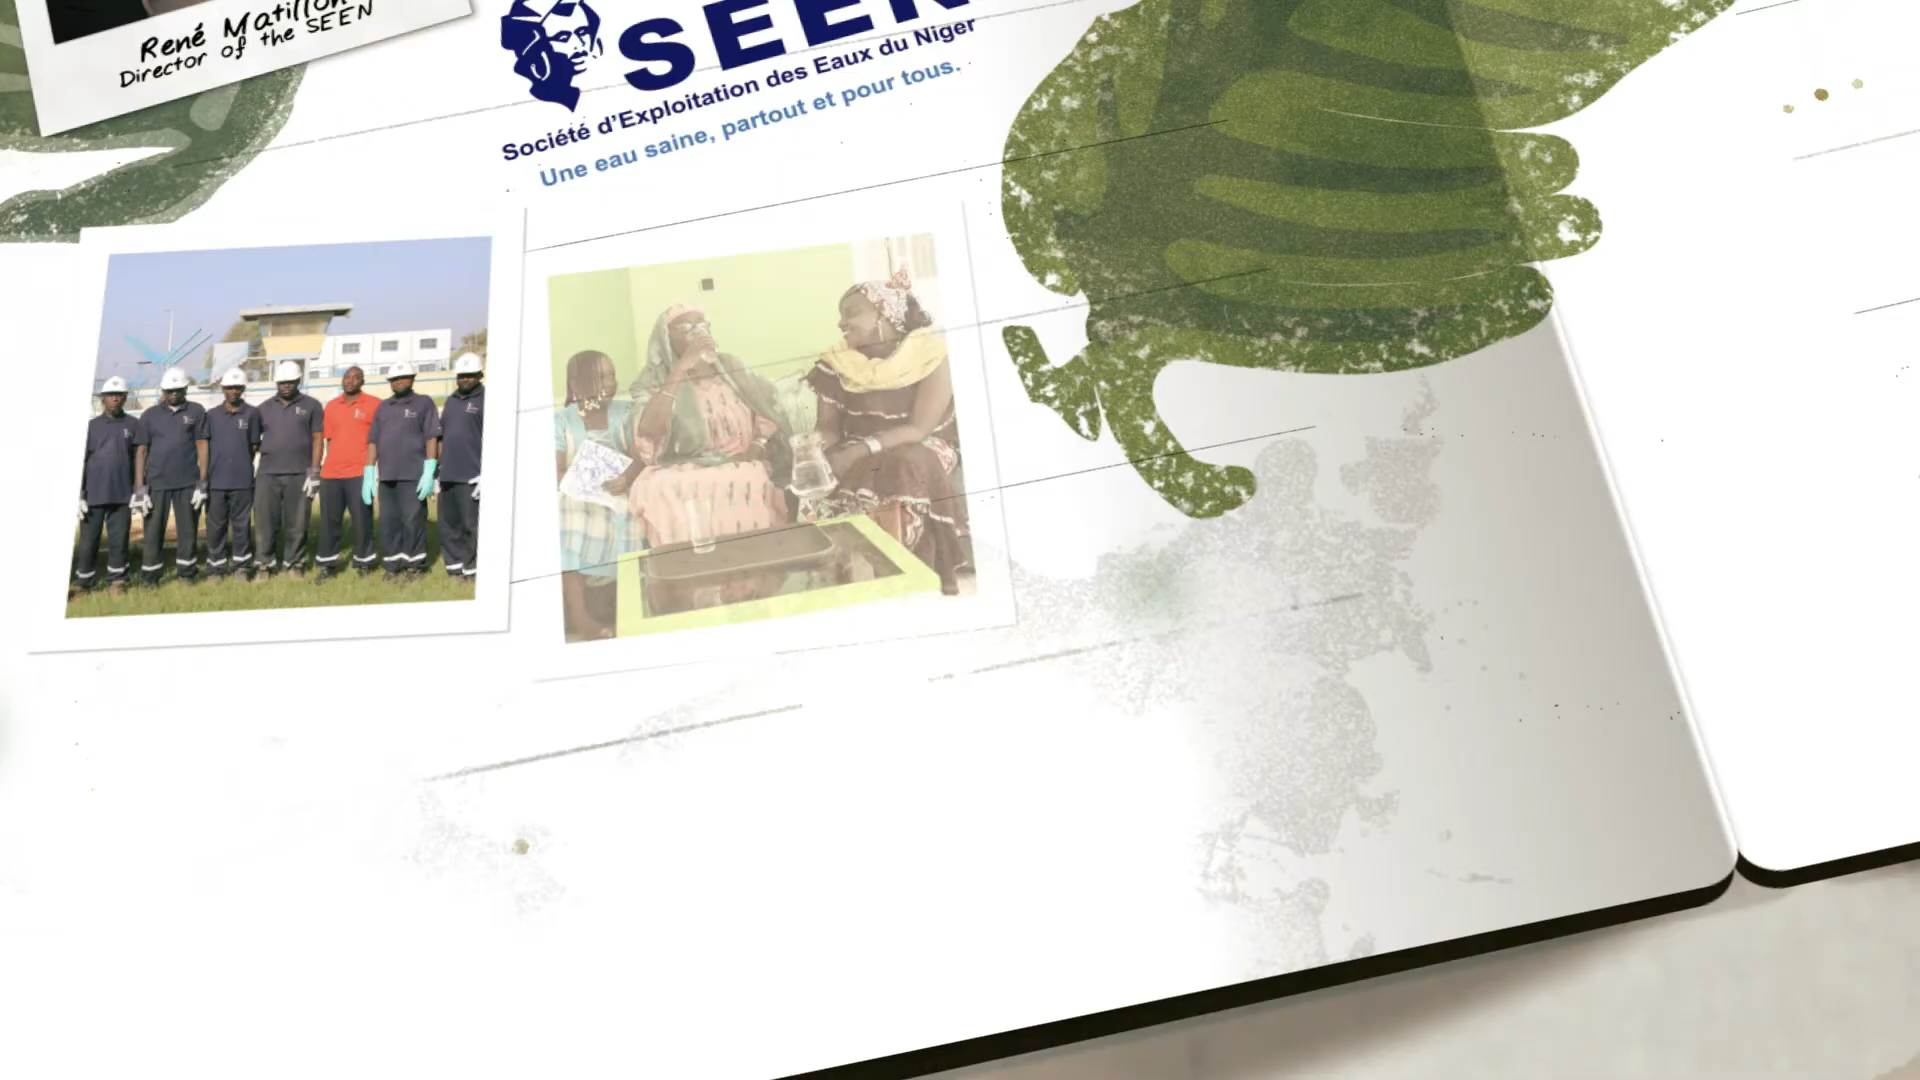 René Matillon
Director of the SEEN
SEEN
Société d'Exploitation des Eaux du Niger
Une eau saine, partout et pour tous.